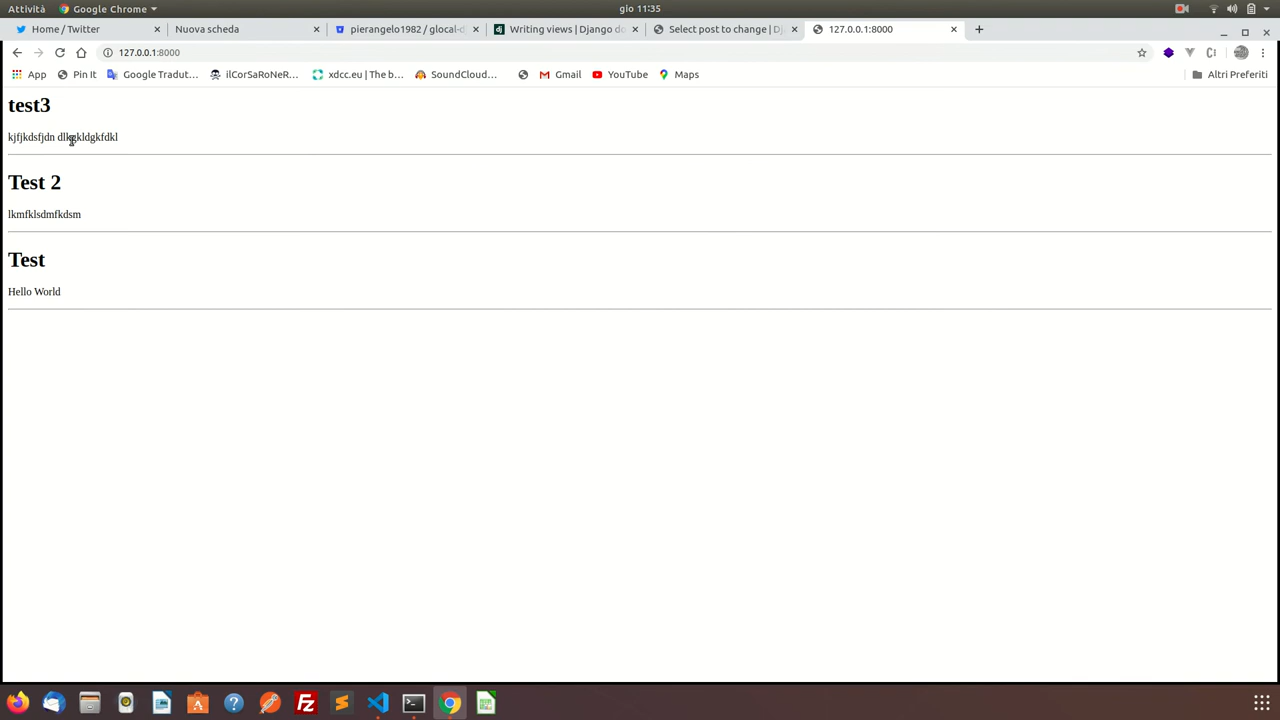 Attività Google Chrome gio 11:35
Home / Twitter Nuova scheda pierangelo1982 / glocal-d Writing views | Django do Select post to change | Dj 127.0.0.1:8000
127.0.0.1:8000
App Pin It Google Tradut... ilCorSaRoNeR... xdcc.eu | The b... SoundCloud... Gmail YouTube Maps Altri Preferiti
test3
kjfjkdsfjdn
Test 2
lkmfklsdmfkdsm
Test
Hello World